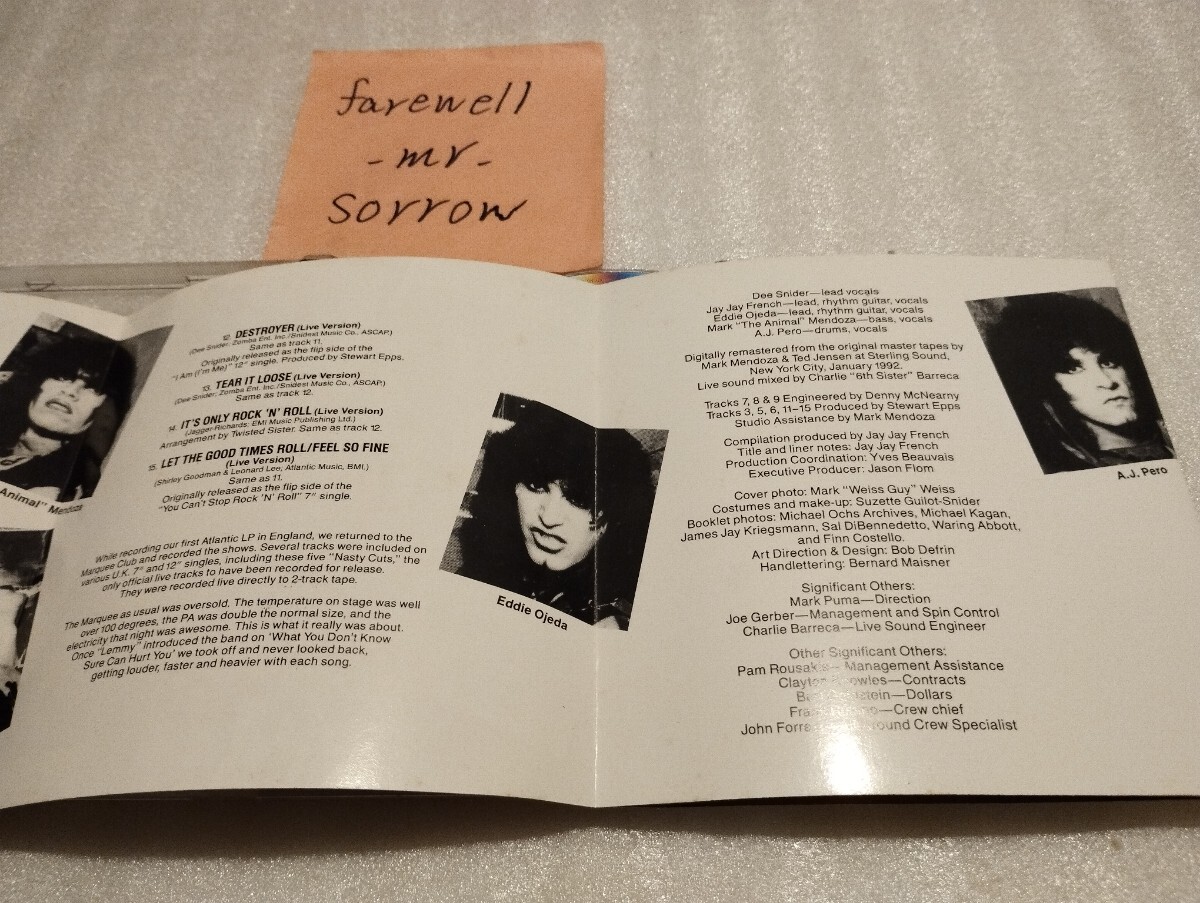 farewell
-mr-
sorrow
Animal" Mendoza
12. DESTROYER (Live Version)
(Dee Snider; Zomba Ent. Inc./Snidest Music Co., ASCAP.)
Same as track 11.
Originally released as the flip side of the
"I Am (I'm Me)" 12" single. Produced by Stewart Epps.
13. TEAR IT LOOSE (Live Version)
(Dee Snider; Zomba Ent. Inc./Snidest Music Co., ASCAP.)
Same as track 12.
14. IT'S ONLY ROCK 'N' ROLL (Live Version)
(Jagger-Richards; EMI Music Publishing Ltd.)
Arrangement by Twisted Sister. Same as track 12.
15. LET THE GOOD TIMES ROLL/FEEL SO FINE
(Live Version)
(Shirley Goodman & Leonard Lee; Atlantic Music, BMI.)
Same as 11.
Originally released as the flip side of the
"You Can't Stop Rock 'N' Roll" 7" single.
While recording our first Atlantic LP in England, we returned to the
Marquee Club and recorded the shows. Several tracks were included on
various U.K. 7" and 12" singles, including these five "Nasty Cuts," the
only official live tracks to have been recorded for release.
They were recorded live directly to 2-track tape.
The Marquee as usual was oversold. The temperature on stage was well
over 100 degrees, the PA was double the normal size, and the
electricity that night was awesome. This is what it really was about.
Once "Lemmy" introduced the band on 'What You Don't Know
Sure Can Hurt You' we took off and never looked back,
getting louder, faster and heavier with each song.
Eddie Ojeda
Dee Snider—lead vocals
Jay Jay French—lead, rhythm guitar, vocals
Eddie Ojeda—lead, rhythm guitar, vocals
Mark "The Animal" Mendoza—bass, vocals
A.J. Pero—drums, vocals
Digitally remastered from the original master tapes by
Mark Mendoza & Ted Jensen at Sterling Sound,
New York City, January 1992.
Live sound mixed by Charlie "6th Sister" Barreca
Tracks 7, 8 & 9 Engineered by Denny McNearny
Tracks 3, 5, 6, 11–15 Produced by Stewart Epps
Studio Assistance by Mark Mendoza
Compilation produced by Jay Jay French
Title and liner notes: Jay Jay French
Production Coordination: Yves Beauvais
Executive Producer: Jason Flom
Cover photo: Mark "Weiss Guy" Weiss
Costumes and make-up: Suzette Guilot-Snider
Booklet photos: Michael Ochs Archives, Michael Kagan,
James Jay Kriegsmann, Sal DiBennedetto, Waring Abbott,
and Finn Costello.
Art Direction & Design: Bob Defrin
Handlettering: Bernard Maisner
Significant Others:
Mark Puma—Direction
Joe Gerber—Management and Spin Control
Charlie Barreca—Live Sound Engineer
Other Significant Others:
Pam Rousakis—Management Assistance
—Contracts
—Dollars
—Crew chief
John Crew Specialist
A.J. Pero